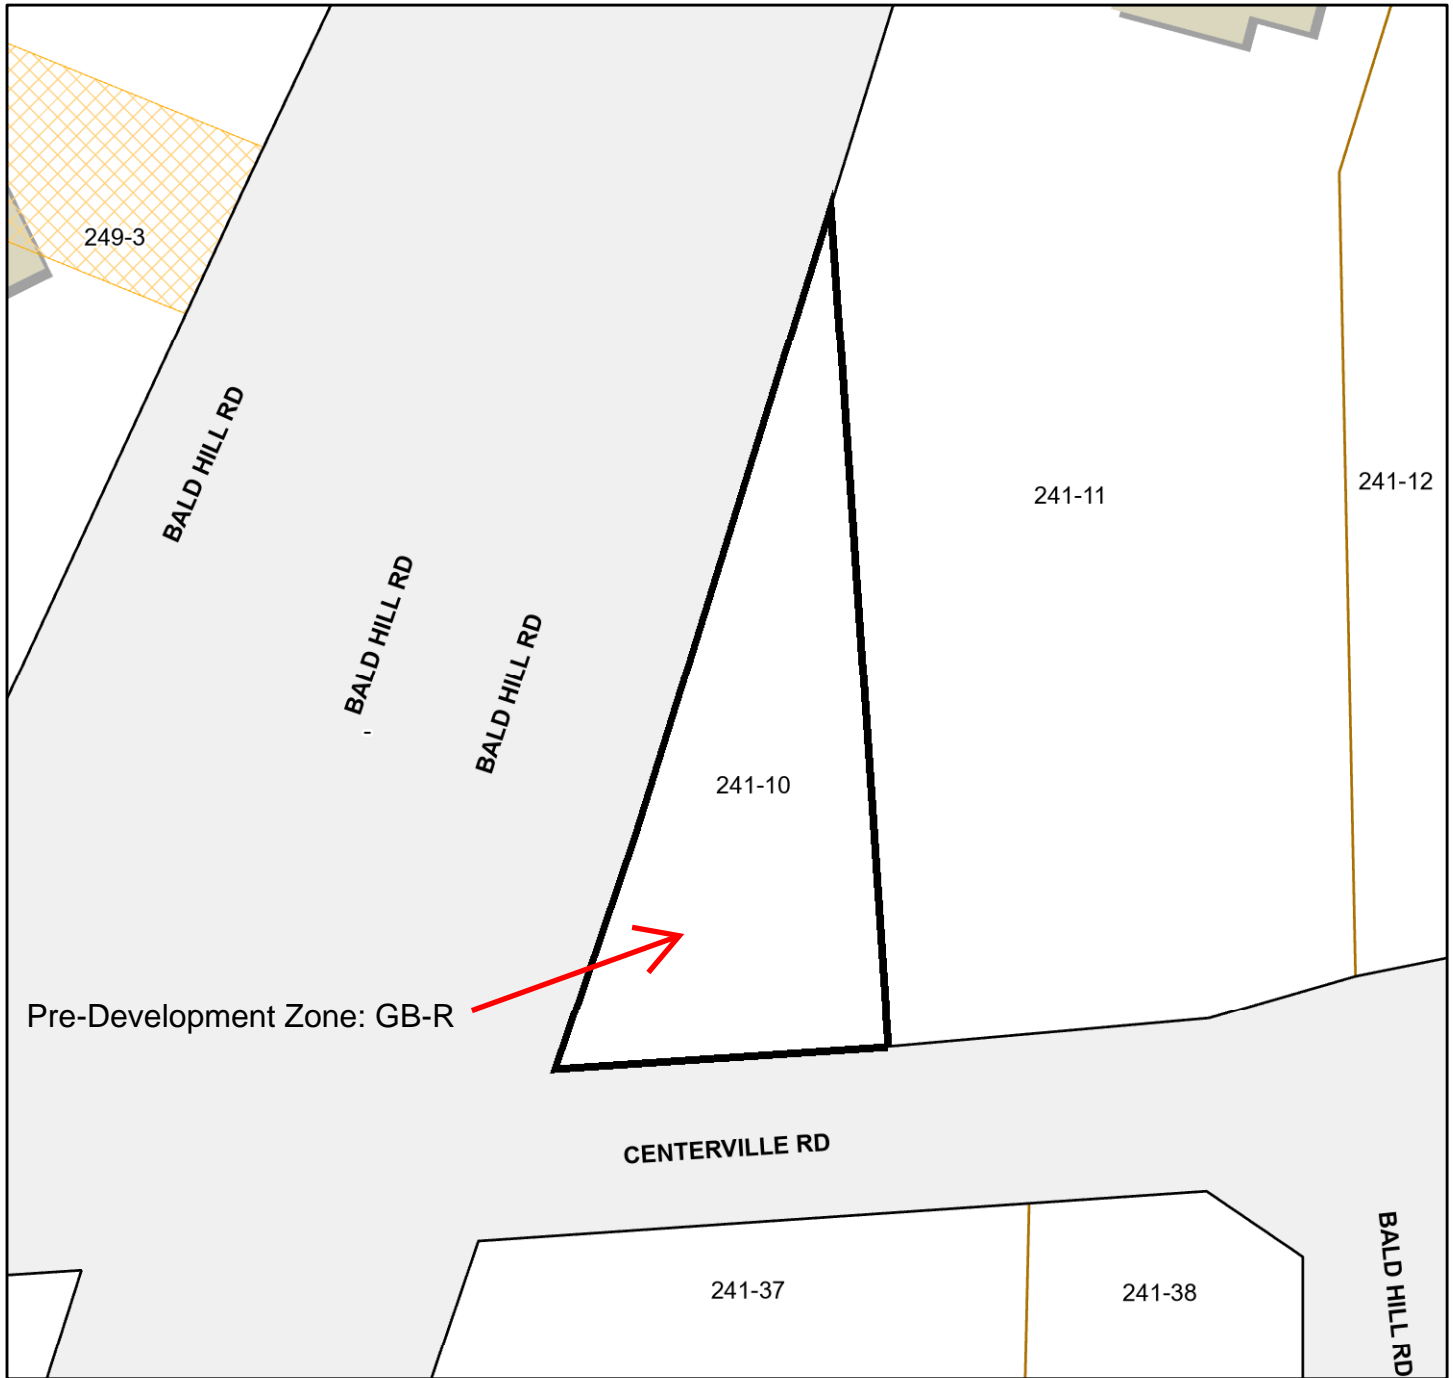 249-3
BALD HILL RD
241-12
241-11
BALD HILL RD
-
BALD HILL RD
241-10
Pre-Development Zone: GB-R
CENTERVILLE RD
BALD HILL RD
241-37
241-38